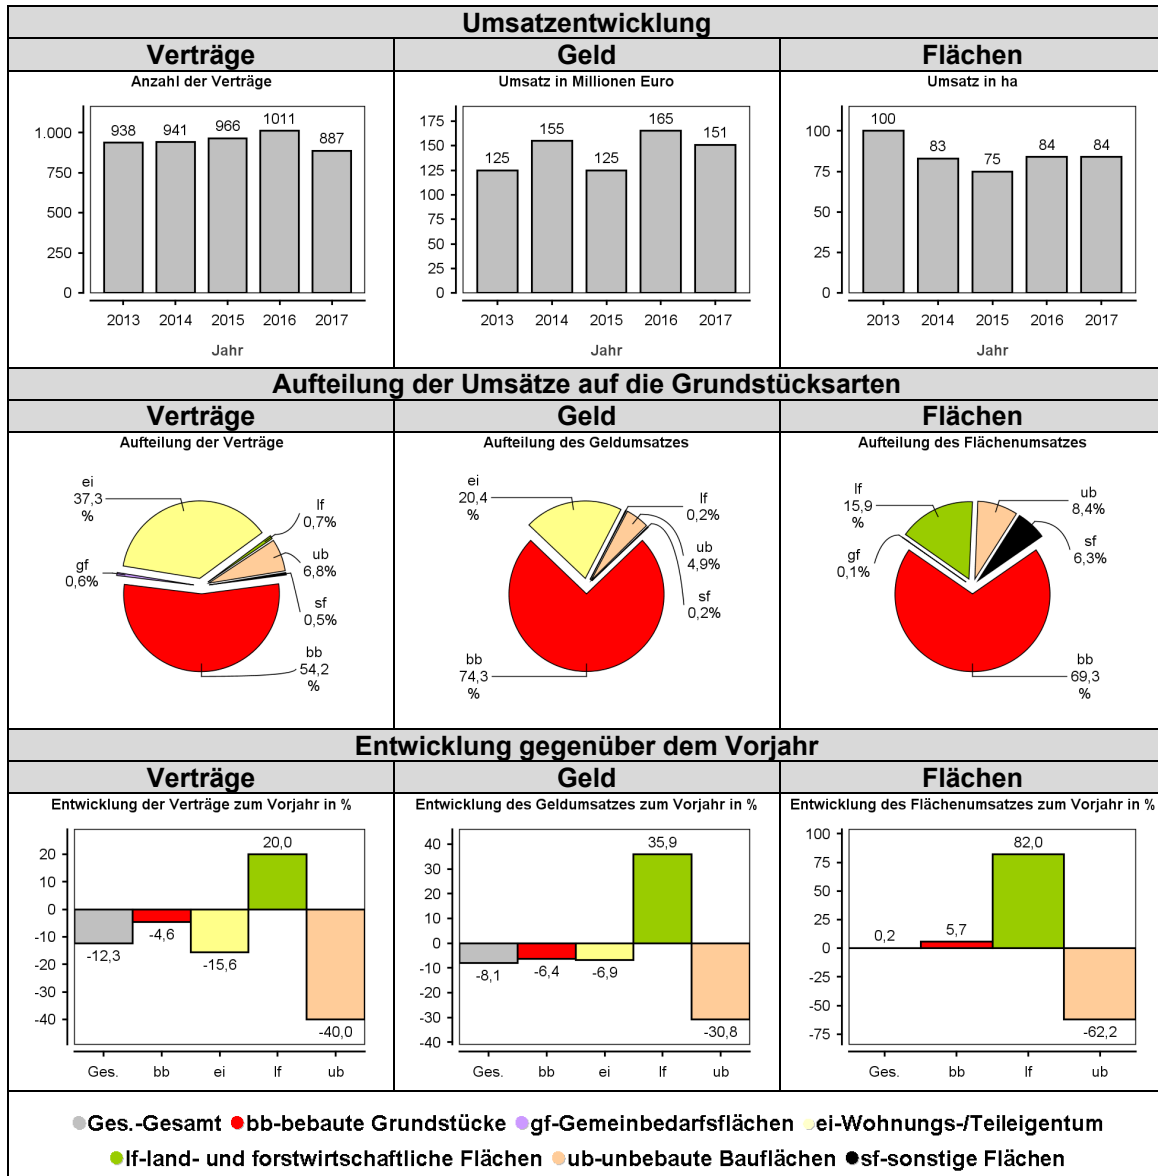 Umsatzentwicklung
Verträge
Geld
Flächen
Anzahl der Verträge
1.000
750
500
250
0
938
941
966
1011
887
2013 2014 2015 2016 2017
Jahr
Umsatz in Millionen Euro
175
150
125
100
75
50
25
0
125
155
125
165
151
2013 2014 2015 2016 2017
Jahr
Umsatz in ha
100
75
50
25
0
100
83
75
84
84
2013 2014 2015 2016 2017
Jahr
Aufteilung der Umsätze auf die Grundstücksarten
Verträge
Geld
Flächen
Aufteilung der Verträge
ei
37,3
%
lf
0,7%
ub
6,8%
gf
0,6%
sf
0,5%
bb
54,2
%
Aufteilung des Geldumsatzes
ei
20,4
%
lf
0,2%
ub
4,9%
sf
0,2%
bb
74,3
%
Aufteilung des Flächenumsatzes
lf
15,9
%
ub
8,4%
sf
6,3%
gf
0,1%
bb
69,3
%
Entwicklung gegenüber dem Vorjahr
Verträge
Geld
Flächen
Entwicklung der Verträge zum Vorjahr in %
20
10
0
-10
-20
-30
-40
-12,3
-4,6
-15,6
20,0
-40,0
Ges. bb ei lf ub
Entwicklung des Geldumsatzes zum Vorjahr in %
40
30
20
10
0
-10
-20
-30
-40
-8,1
-6,4
-6,9
35,9
-30,8
Ges. bb ei lf ub
Entwicklung des Flächenumsatzes zum Vorjahr in %
100
75
50
25
0
-25
-50
-75
0,2
5,7
82,0
-62,2
Ges. bb lf ub
Ges.-Gesamt bb-bebaute Grundstücke gf-Gemeinbedarfsflächen ei-Wohnungs-/Teileigentum
lf-land- und forstwirtschaftliche Flächen ub-unbebaute Bauflächen sf-sonstige Flächen